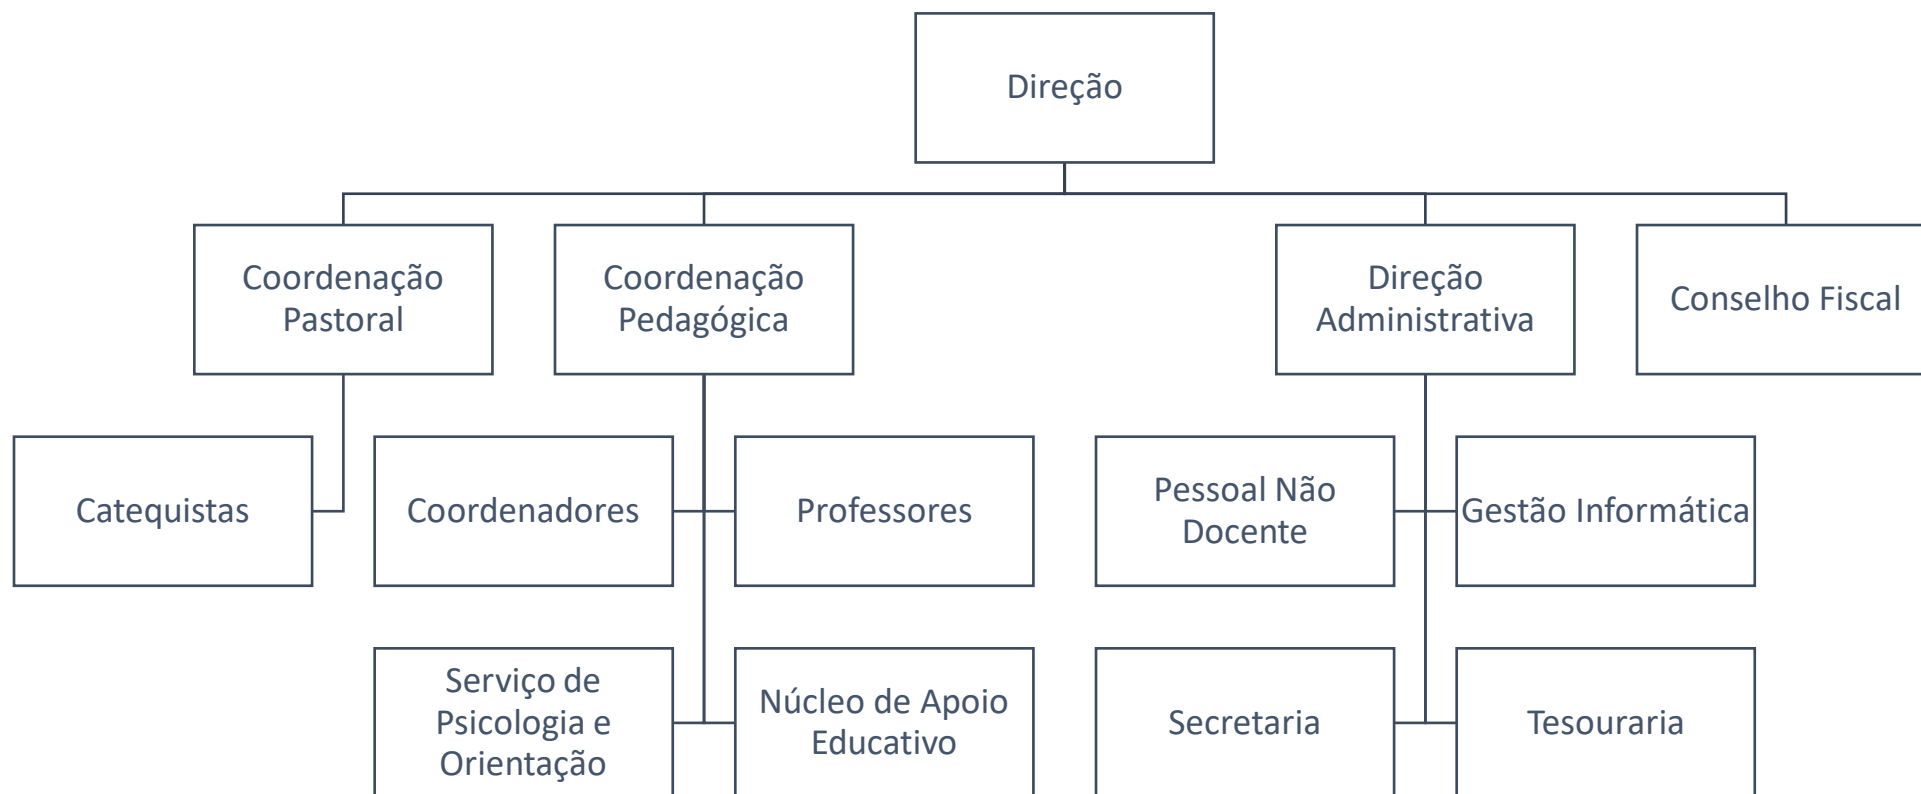 Direção
Coordenação
Pastoral
Coordenação
Pedagógica
Direção
Administrativa
Conselho Fiscal
Catequistas
Coordenadores
Professores
Pessoal Não
Docente
Gestão Informática
Serviço de
Psicologia e
Orientação
Núcleo de Apoio
Educativo
Secretaria
Tesouraria